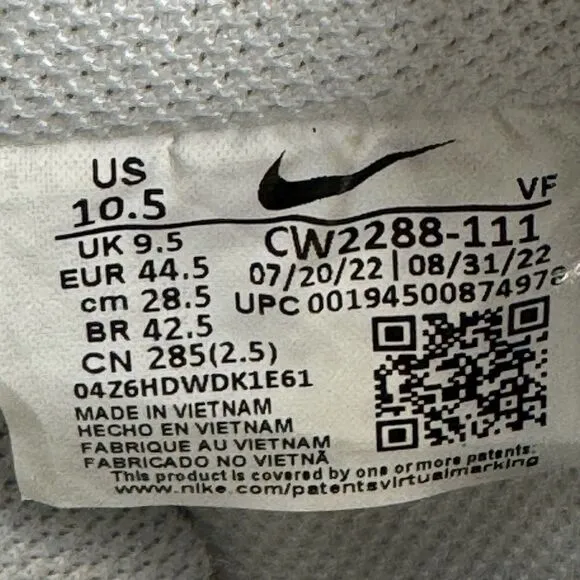 US
10.5
VF
UK 9.5
CW2288-111
EUR 44.5
07/20/22 | 08/31/22
cm 28.5
UPC 00194500874978
BR 42.5
CN 285(2.5)
04Z6HDWDK1E61
MADE IN VIETNAM
HECHO EN VIETNAM
FABRIQUE AU VIETNAM
FABRICADO NO VIETNÃ
This product is covered by one or more patents:
www.nike.com/patentsvirtualmarking